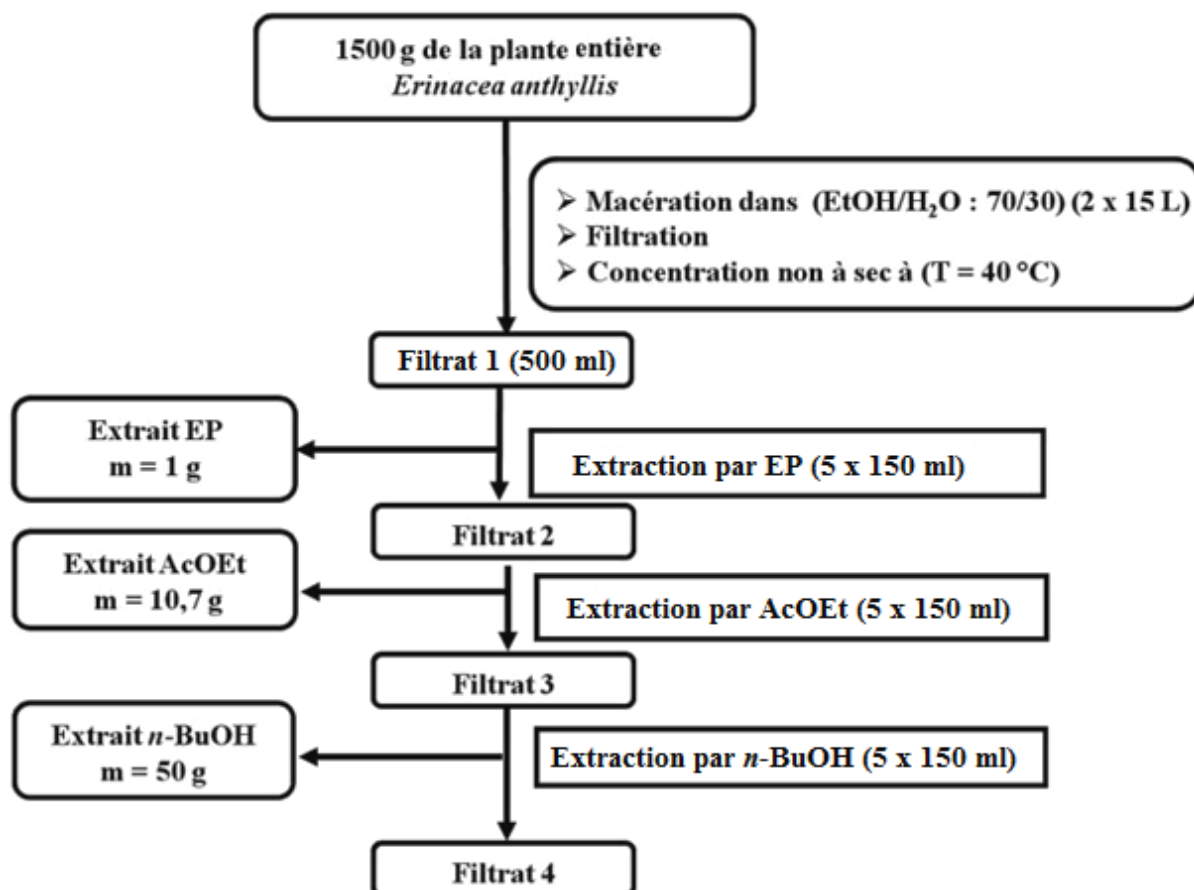 1500 g de la plante entière
Erinacea anthyllis
➢ Macération dans (EtOH/H₂O : 70/30) (2 x 15 L)
➢ Filtration
➢ Concentration non à sec à (T = 40 °C)
Filtrat 1 (500 ml)
Extrait EP
m = 1 g
Extraction par EP (5 x 150 ml)
Filtrat 2
Extrait AcOEt
m = 10,7 g
Extraction par AcOEt (5 x 150 ml)
Filtrat 3
Extrait n-BuOH
m = 50 g
Extraction par n-BuOH (5 x 150 ml)
Filtrat 4